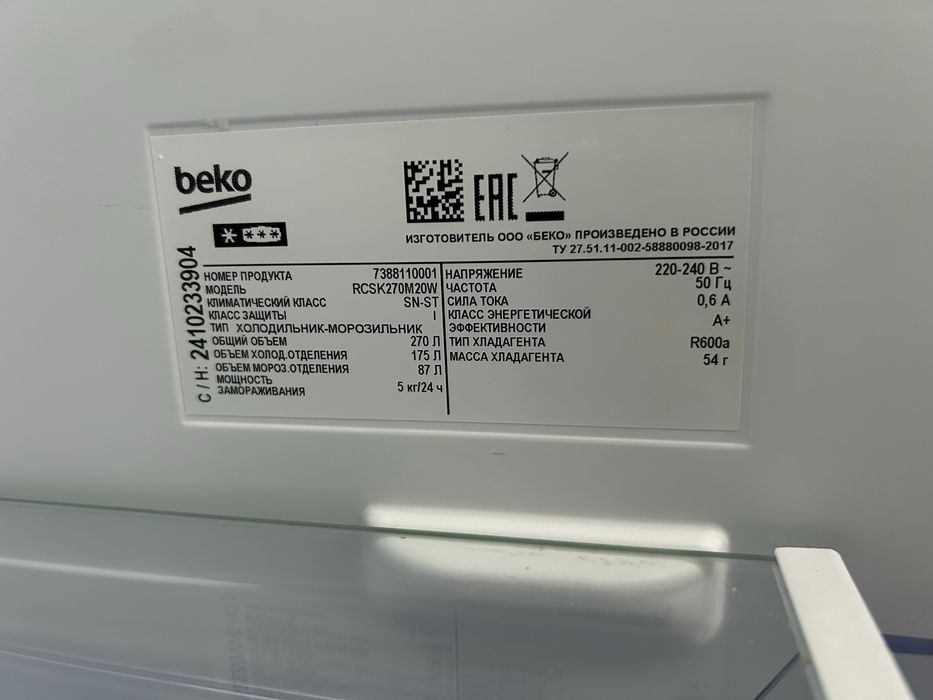 beko
EAC
ИЗГОТОВИТЕЛЬ ООО «БЕКО» ПРОИЗВЕДЕНО В РОССИИ
ТУ 27.51.11-002-58880098-2017
С / Н: 2410233904
НОМЕР ПРОДУКТА 7388110001
МОДЕЛЬ RCSK270M20W
КЛИМАТИЧЕСКИЙ КЛАСС SN-ST
КЛАСС ЗАЩИТЫ I
ТИП ХОЛОДИЛЬНИК-МОРОЗИЛЬНИК
ОБЩИЙ ОБЪЕМ 270 Л
ОБЪЕМ ХОЛОД.ОТДЕЛЕНИЯ 175 Л
ОБЪЕМ МОРОЗ.ОТДЕЛЕНИЯ 87 Л
МОЩНОСТЬ
ЗАМОРАЖИВАНИЯ 5 кг/24 ч
НАПРЯЖЕНИЕ 220-240 В ~
ЧАСТОТА 50 Гц
СИЛА ТОКА 0,6 А
КЛАСС ЭНЕРГЕТИЧЕСКОЙ
ЭФФЕКТИВНОСТИ A+
ТИП ХЛАДАГЕНТА R600a
МАССА ХЛАДАГЕНТА 54 г